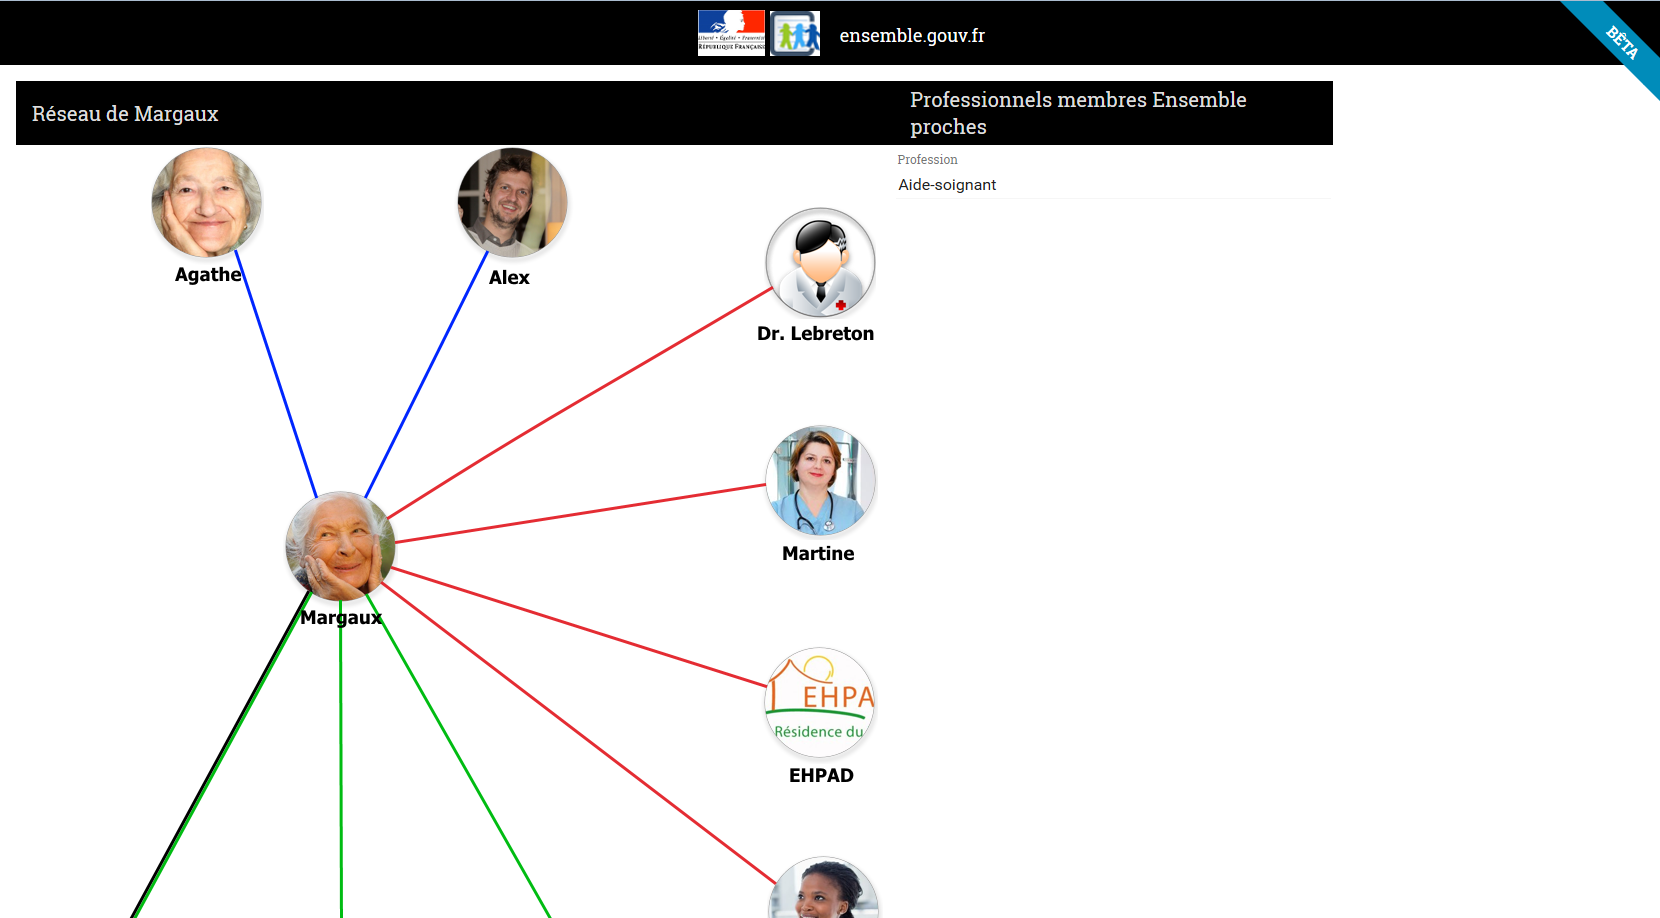 ensemble.gouv.fr
BÊTA
Liberté • Égalité • Fraternité
RÉPUBLIQUE FRANÇAISE
Réseau de Margaux
Professionnels membres Ensemble
proches
Profession
Aide-soignant
Agathe
Alex
Dr. Lebreton
Martine
Margaux
EHPA
Résidence du
EHPAD